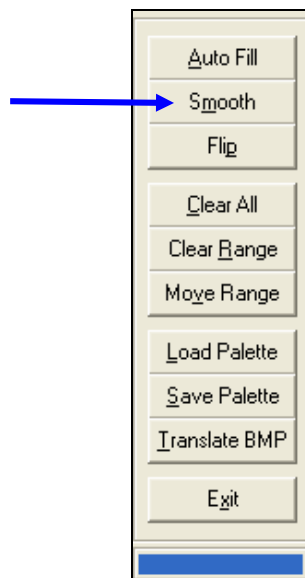 Auto Fill
Smooth
Flip
Clear All
Clear Range
Move Range
Load Palette
Save Palette
Translate BMP
Exit